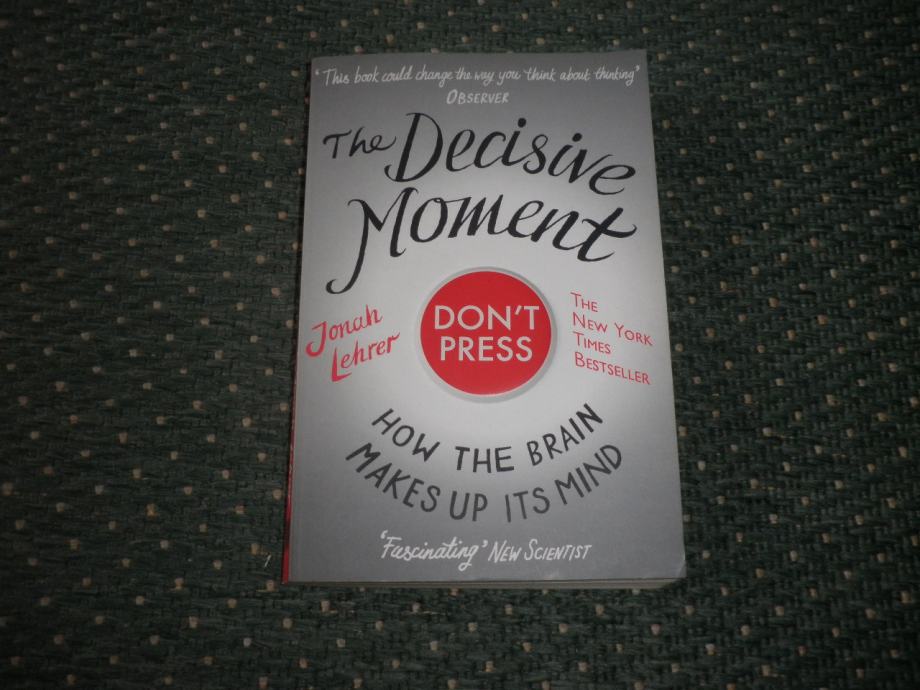 'This book could change the way you think about thinking'
OBSERVER
The Decisive
Moment
Jonah
Lehrer
DON'T
PRESS
THE
NEW YORK
TIMES
BESTSELLER
HOW THE BRAIN
MAKES UP ITS MIND
'Fascinating' NEW SCIENTIST